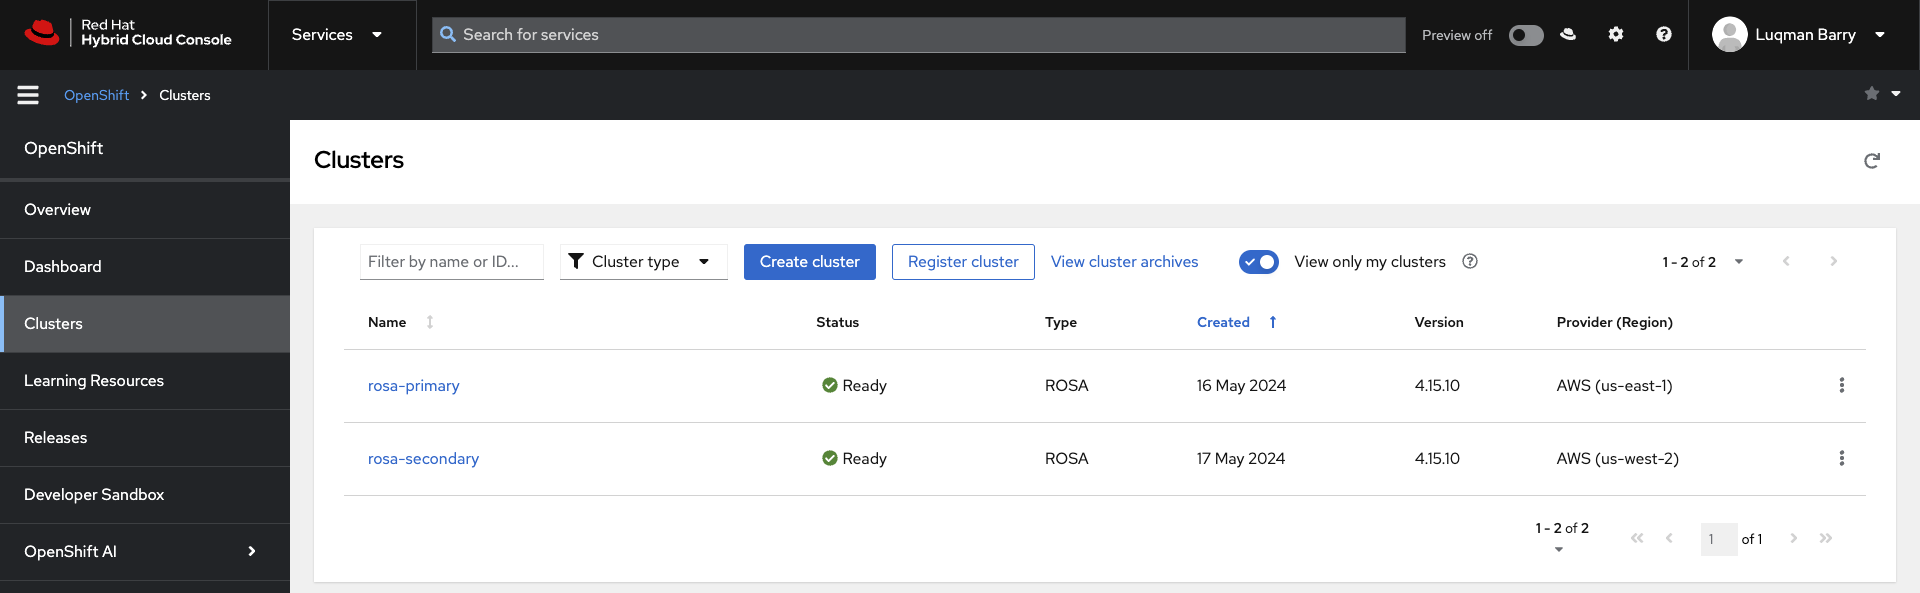 Red Hat
Hybrid Cloud Console
Services
Search for services
Preview off
Luqman Barry
OpenShift
Clusters
OpenShift
Overview
Dashboard
Clusters
Learning Resources
Releases
Developer Sandbox
OpenShift AI
Clusters
Filter by name or ID...
Cluster type
Create cluster
Register cluster
View cluster archives
View only my clusters
1 - 2 of 2
Name Status Type Created Version Provider (Region)
rosa-primary Ready ROSA 16 May 2024 4.15.10 AWS (us-east-1)
rosa-secondary Ready ROSA 17 May 2024 4.15.10 AWS (us-west-2)
1 - 2 of 2
1 of 1